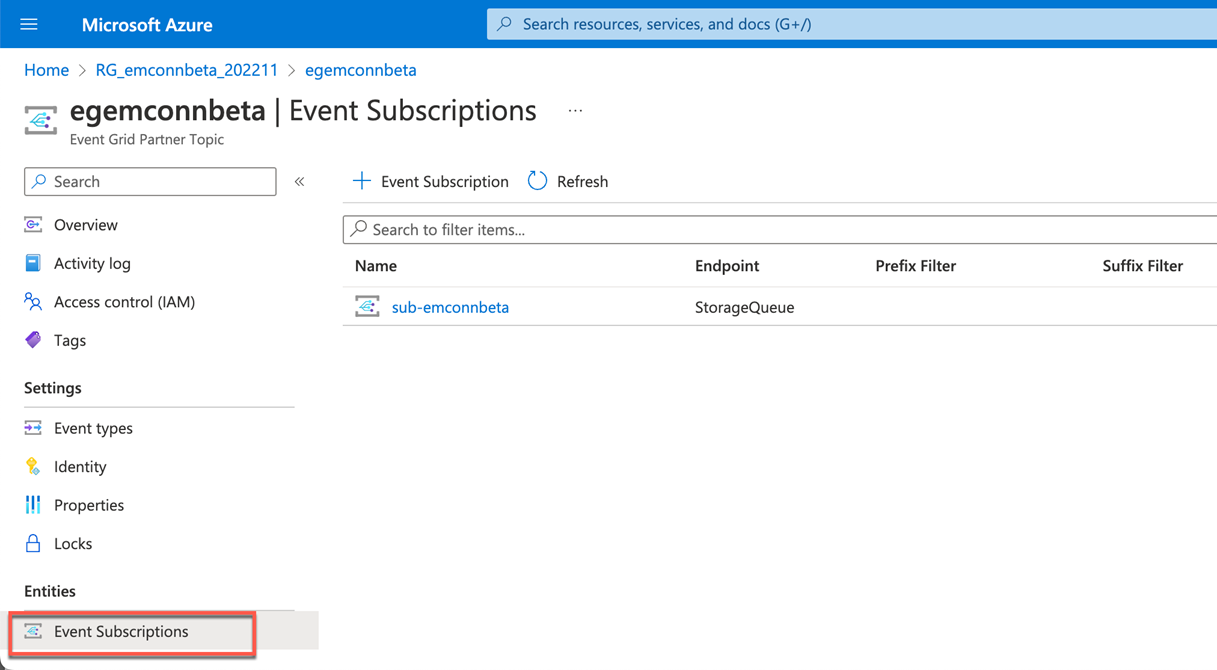 Microsoft Azure
Search resources, services, and docs (G+/)
Home > RG_emconnbeta_202211 > egemconnbeta
egemconnbeta | Event Subscriptions ...
Event Grid Partner Topic
Search «
Overview
Activity log
Access control (IAM)
Tags
Settings
Event types
Identity
Properties
Locks
Entities
Event Subscriptions
+ Event Subscription Refresh
Search to filter items...
Name Endpoint Prefix Filter Suffix Filter
sub-emconnbeta StorageQueue